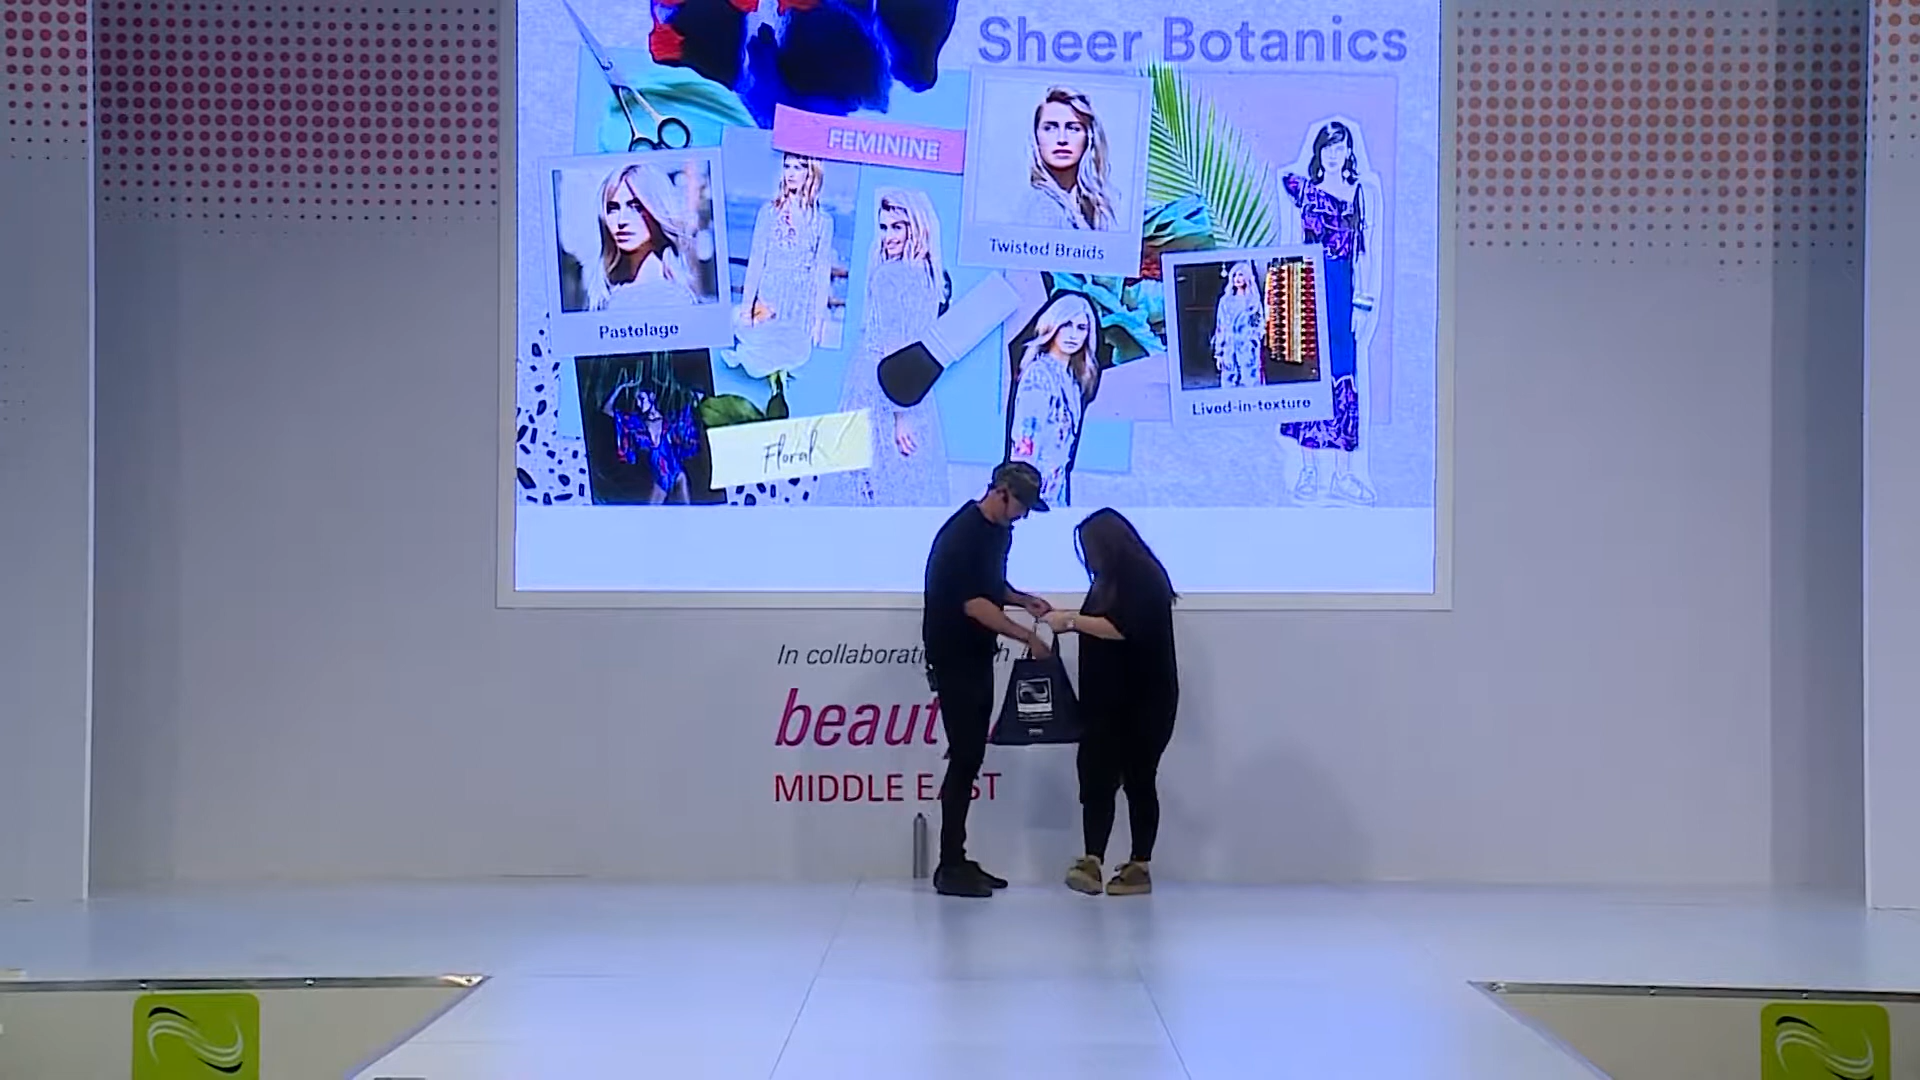 Sheer Botanics
FEMININE
Twisted Braids
Pastelage
Lived-in-texture
Floral
In collaborati h
beaut
MIDDLE EAST